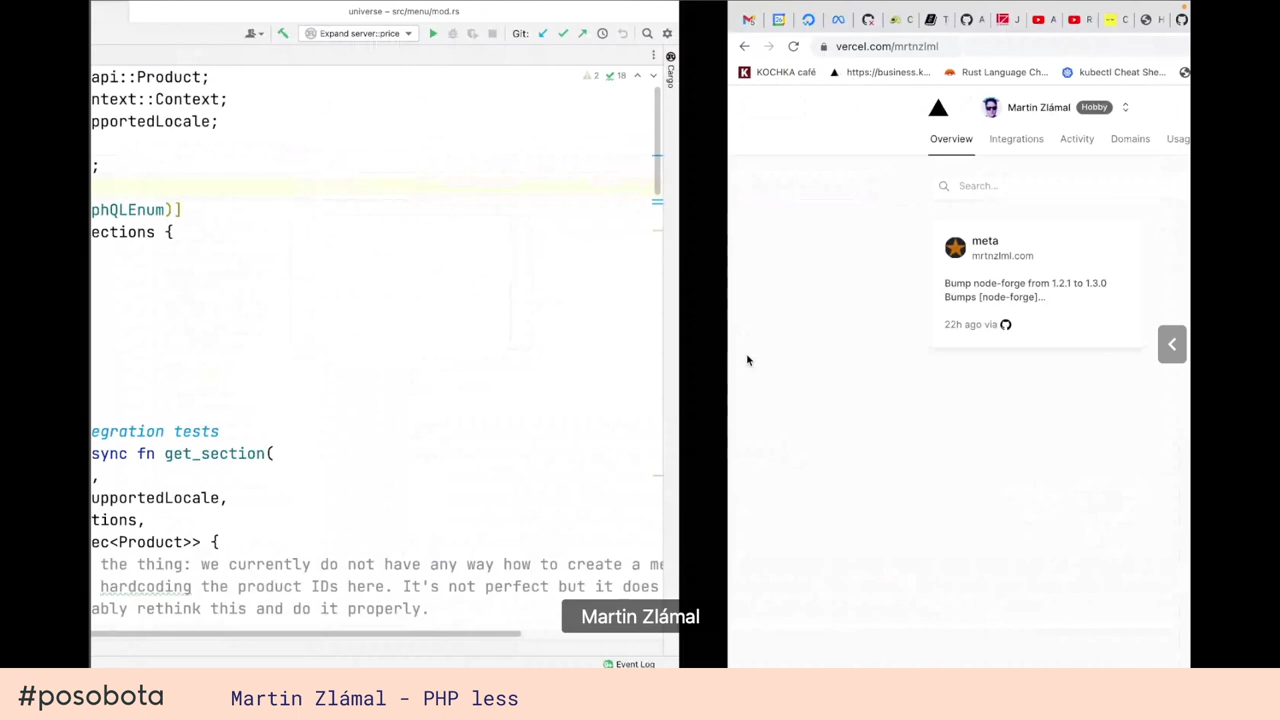 universe – src/menu/mod.rs
Expand server::price
Git:
api::Product;
ntext::Context;
pportedLocale;
;
phQLEnum)]
ections {
egration tests
sync fn get_section(
,
upportedLocale,
tions,
ec<Product>> {
the thing: we currently do not have any way how to create a me
hardcoding the product IDs here. It's not perfect but it does
ably rethink this and do it properly.
2
18
Cargo
Event Log
Martin Zlámal
C
T
A
J
A
R
C
H
vercel.com/mrtnzlml
KOCHKA café
https://business.k...
Rust Language Ch...
kubectl Cheat She...
Martin Zlámal
Hobby
Overview
Integrations
Activity
Domains
Usag
Search...
meta
mrtnzlml.com
Bump node-forge from 1.2.1 to 1.3.0
Bumps [node-forge]...
22h ago via
#posobota
Martin Zlámal - PHP less